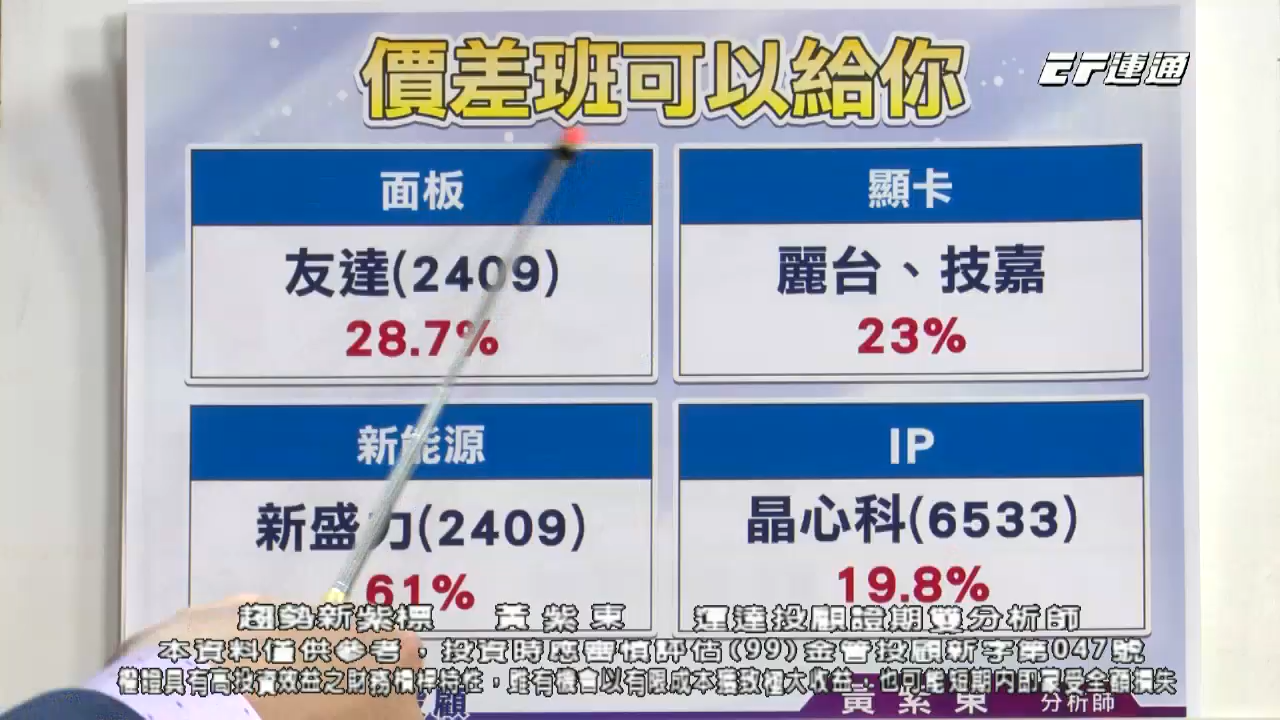 價差班可以給你
EF運通
面板
友達(2409)
28.7%
顯卡
麗台、技嘉
23%
新能源
新盛力(2409)
61%
IP
晶心科(6533)
19.8%
趨勢新紫標 黃紫東 運達投顧證期雙分析師
本資料僅供參考，投資時應審慎評估(99)金管投顧新字第047號
權證具有高投資效益之財務槓桿特性，雖有機會以有限成本獲致極大收益，也可能短期內即蒙受全額損失
顧
黃紫東 分析師